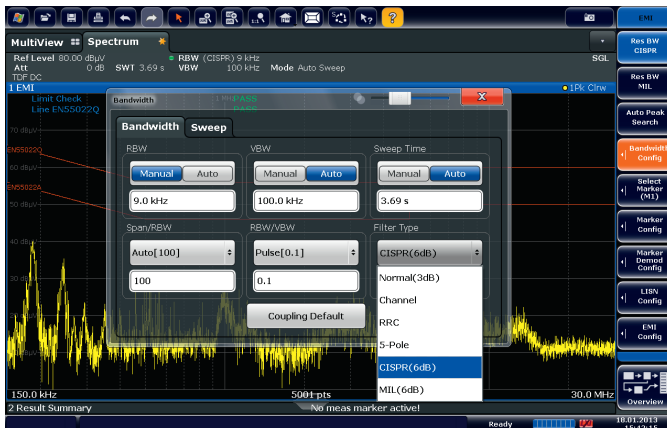 EMI
MultiView
Spectrum
Ref Level 80.00 dBµV
RBW (CISPR) 9 kHz
SGL
Att 0 dB SWT 3.69 s VBW 100 kHz Mode Auto Sweep
TDF DC
1 EMI
1Pk Clrw
Limit Check
PASS
Line EN55022Q
PASS
70 dBµV
EN55022Q
60 dBµV
EN55022A
50 dBµV
40 dBµV
30 dBµV
150.0 kHz
5001 pts
30.0 MHz
2 Result Summary
No meas marker active!
Ready
18.01.2013
Bandwidth
X
Bandwidth
Sweep
RBW
VBW
Sweep Time
Manual
Auto
Manual
Auto
Manual
Auto
9.0 kHz
100.0 kHz
3.69 s
Span/RBW
RBW/VBW
Filter Type
Auto[100]
Pulse[0.1]
CISPR(6dB)
100
0.1
Coupling Default
Normal(3dB)
Channel
RRC
5-Pole
CISPR(6dB)
MIL(6dB)
Res BW
CISPR
Res BW
MIL
Auto Peak
Search
Bandwidth
Config
Select
Marker
(M1)
Marker
Config
Marker
Demod
Config
LISN
Config
EMI
Config
Overview